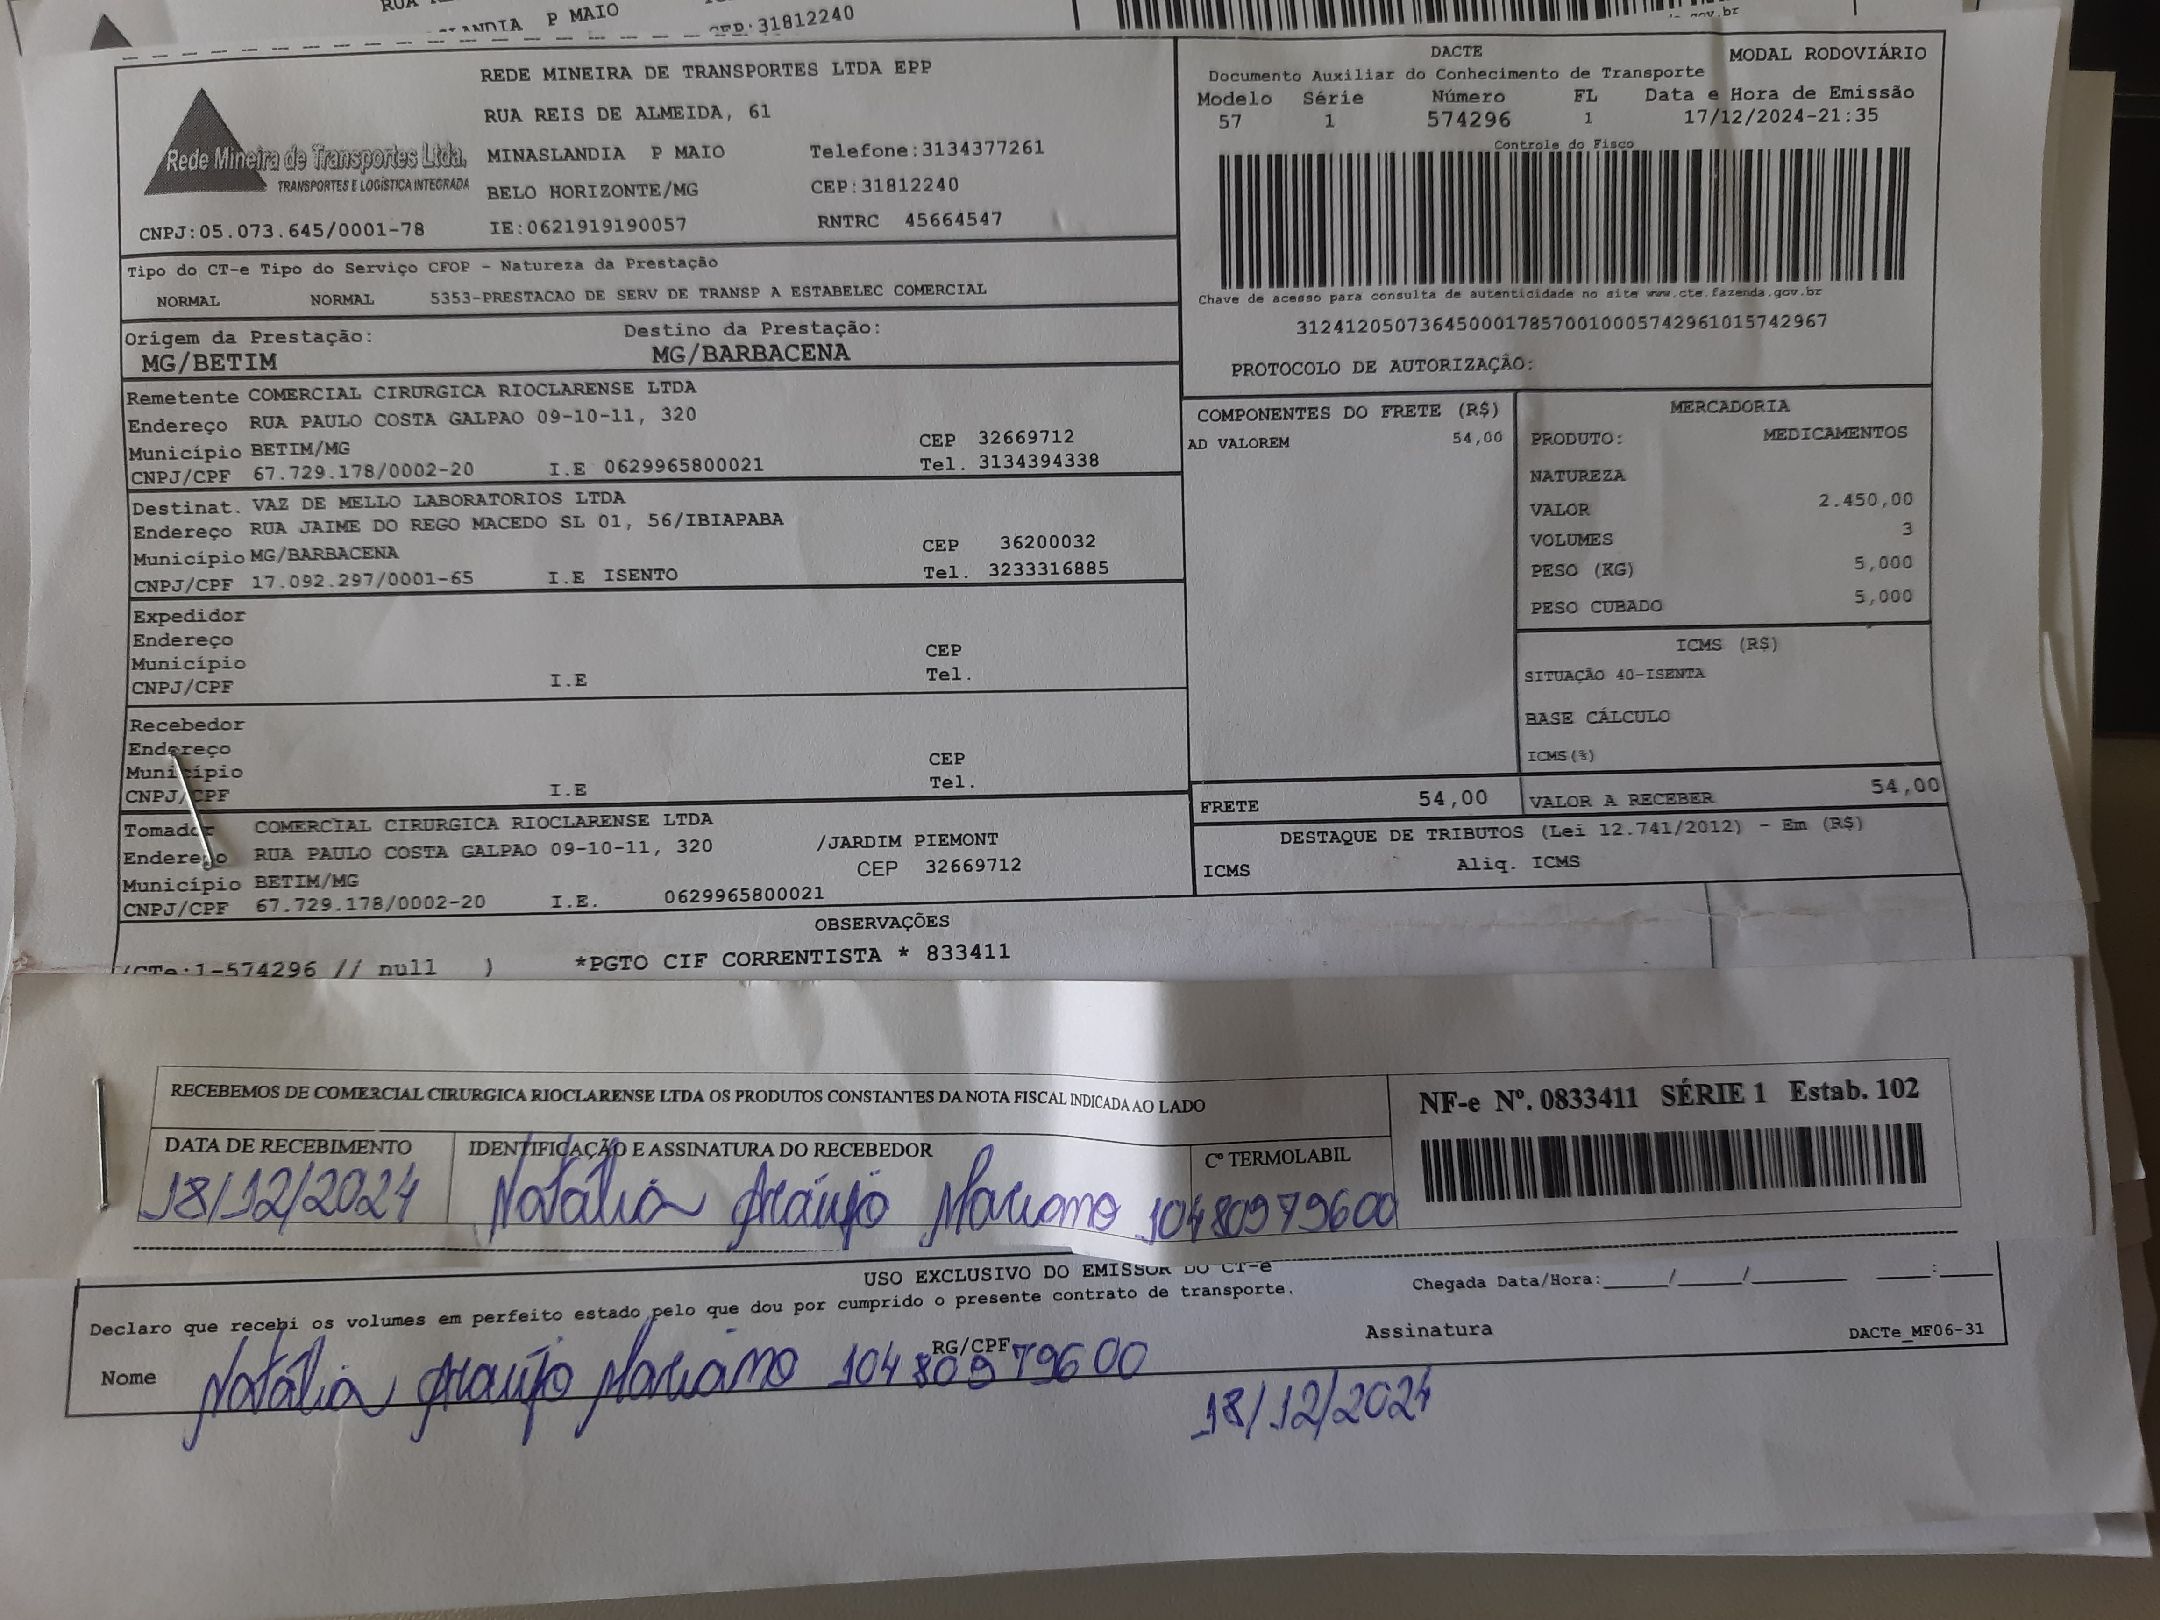 P MAIO
CEP:31812240
REDE MINEIRA DE TRANSPORTES LTDA EPP
RUA REIS DE ALMEIDA, 61
Rede Mineira de Transportes Ltda.
TRANSPORTES E LOGÍSTICA INTEGRADA
MINASLANDIA P MAIO Telefone:3134377261
BELO HORIZONTE/MG CEP:31812240
CNPJ:05.073.645/0001-78 IE:0621919190057 RNTRC 45664547
DACTE MODAL RODOVIÁRIO
Documento Auxiliar do Conhecimento de Transporte
Modelo Série Número FL Data e Hora de Emissão
57 1 574296 1 17/12/2024-21:35
Controle do Fisco
Chave de acesso para consulta de autenticidade no site www.cte.fazenda.gov.br
31241205073645000178570010005742961015742967
PROTOCOLO DE AUTORIZAÇÃO:
Tipo do CT-e Tipo do Serviço CFOP - Natureza da Prestação
NORMAL NORMAL 5353-PRESTACAO DE SERV DE TRANSP A ESTABELEC COMERCIAL
Origem da Prestação: Destino da Prestação:
MG/BETIM MG/BARBACENA
Remetente COMERCIAL CIRURGICA RIOCLARENSE LTDA
Endereço RUA PAULO COSTA GALPAO 09-10-11, 320
Município BETIM/MG CEP 32669712
CNPJ/CPF 67.729.178/0002-20 I.E 0629965800021 Tel. 3134394338
Destinat. VAZ DE MELLO LABORATORIOS LTDA
Endereço RUA JAIME DO REGO MACEDO SL 01, 56/IBIAPABA
Município MG/BARBACENA CEP 36200032
CNPJ/CPF 17.092.297/0001-65 I.E ISENTO Tel. 3233316885
Expedidor
Endereço
Município CEP
CNPJ/CPF I.E Tel.
Recebedor
Endereço
Município CEP
CNPJ/CPF I.E Tel.
Tomador COMERCIAL CIRURGICA RIOCLARENSE LTDA
Endereço RUA PAULO COSTA GALPAO 09-10-11, 320 /JARDIM PIEMONT
Município BETIM/MG CEP 32669712
CNPJ/CPF 67.729.178/0002-20 I.E. 0629965800021
COMPONENTES DO FRETE (R$)
AD VALOREM 54,00
MERCADORIA
PRODUTO: MEDICAMENTOS
NATUREZA
VALOR 2.450,00
VOLUMES 3
PESO (KG) 5,000
PESO CUBADO 5,000
ICMS (R$)
SITUAÇÃO 40-ISENTA
BASE CÁLCULO
ICMS(%)
FRETE 54,00 VALOR A RECEBER 54,00
DESTAQUE DE TRIBUTOS (Lei 12.741/2012) - Em (R$)
ICMS Aliq. ICMS
OBSERVAÇÕES
(CTe:1-574296 // null ) *PGTO CIF CORRENTISTA * 833411
RECEBEMOS DE COMERCIAL CIRURGICA RIOCLARENSE LTDA OS PRODUTOS CONSTANTES DA NOTA FISCAL INDICADA AO LADO
NF-e Nº. 0833411 SÉRIE 1 Estab. 102
DATA DE RECEBIMENTO IDENTIFICAÇÃO E ASSINATURA DO RECEBEDOR Cº TERMOLABIL
18/12/2024 Natália Araújo Mariano 10480979600
USO EXCLUSIVO DO EMISSOR DO CT-e
Declaro que recebi os volumes em perfeito estado pelo que dou por cumprido o presente contrato de transporte. Chegada Data/Hora:____/____/______ ___:___
RG/CPF Assinatura DACTe_MF06-31
Nome Natália Araújo Mariano 10480979600
18/12/2024